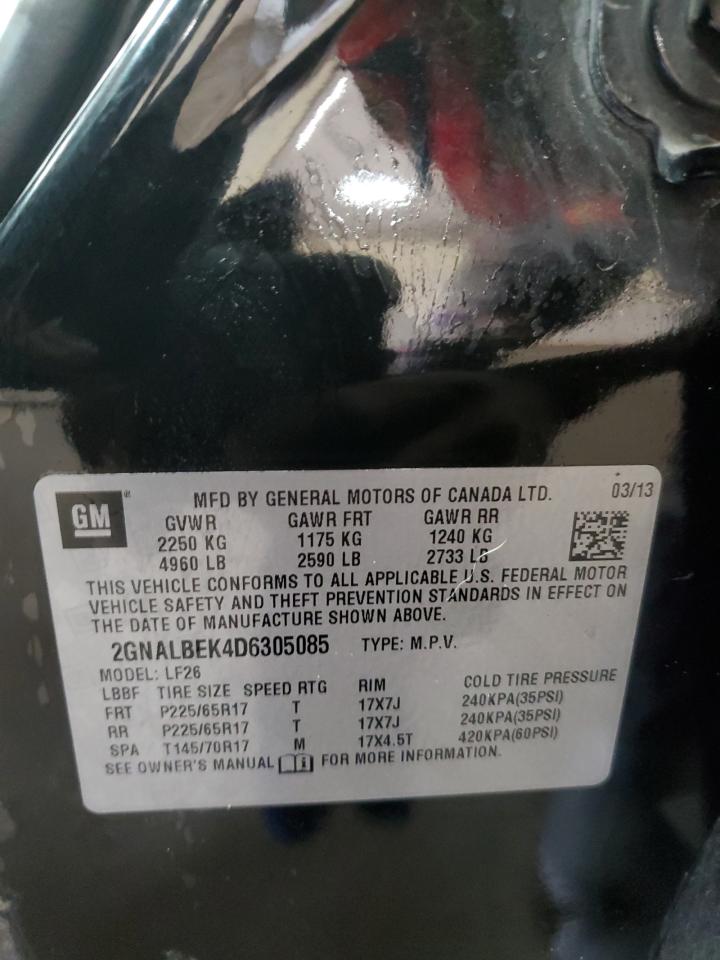 GM ®
MFD BY GENERAL MOTORS OF CANADA LTD. 03/13
GVWR GAWR FRT GAWR RR
2250 KG 1175 KG 1240 KG
4960 LB 2590 LB 2733 LB
THIS VEHICLE CONFORMS TO ALL APPLICABLE U.S. FEDERAL MOTOR
VEHICLE SAFETY AND THEFT PREVENTION STANDARDS IN EFFECT ON
THE DATE OF MANUFACTURE SHOWN ABOVE.
2GNALBEK4D6305085 TYPE: M.P.V.
MODEL: LF26
LBBF TIRE SIZE SPEED RTG RIM COLD TIRE PRESSURE
FRT P225/65R17 T 17X7J 240KPA(35PSI)
RR P225/65R17 T 17X7J 240KPA(35PSI)
SPA T145/70R17 M 17X4.5T 420KPA(60PSI)
SEE OWNER'S MANUAL i FOR MORE INFORMATION.